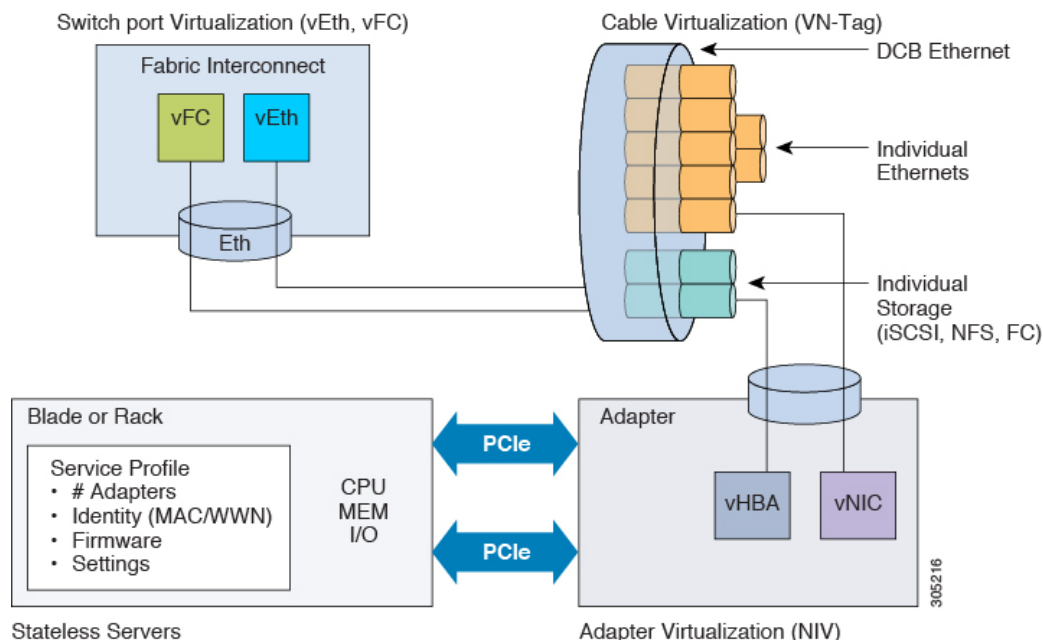 Switch port Virtualization (vEth, vFC)
Fabric Interconnect
vFC
vEth
Eth
Cable Virtualization (VN-Tag)
DCB Ethernet
Individual
Ethernets
Individual
Storage
(iSCSI, NFS, FC)
Blade or Rack
Service Profile
• # Adapters
• Identity (MAC/WWN)
• Firmware
• Settings
CPU
MEM
I/O
PCIe
PCIe
Adapter
vHBA
vNIC
305216
Stateless Servers
Adapter Virtualization (NIV)